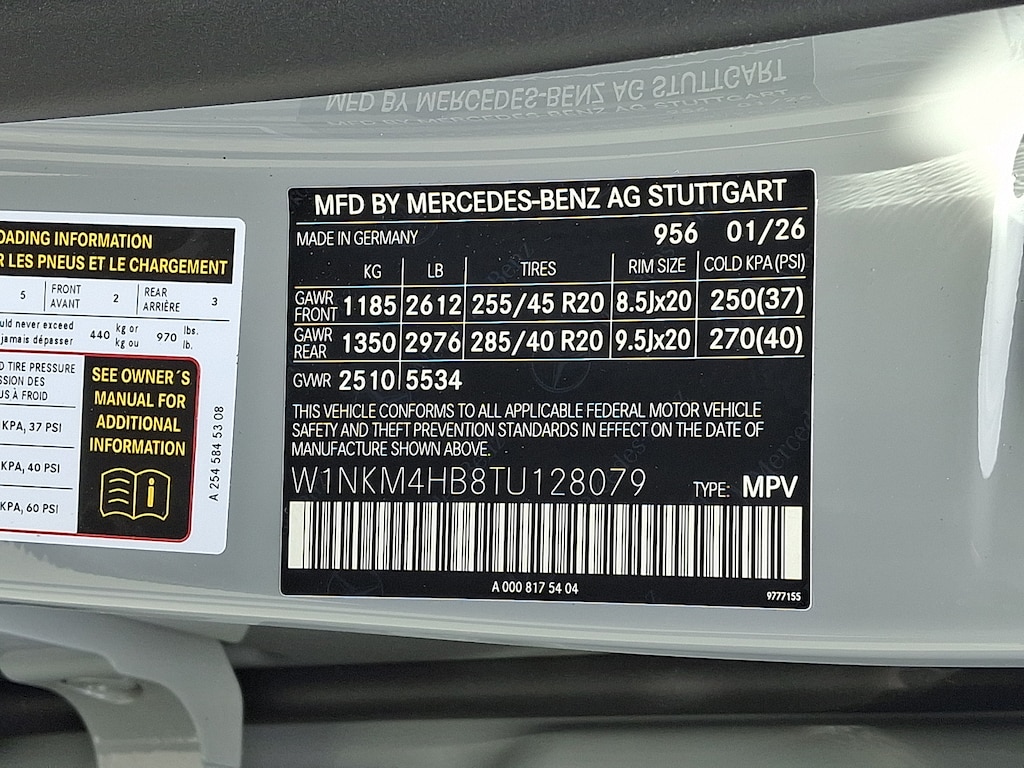 MFD BY MERCEDES-BENZ AG STUTTGART
MADE IN GERMANY 956 01/26
KG LB TIRES RIM SIZE COLD KPA (PSI)
GAWR FRONT 1185 2612 255/45 R20 8.5Jx20 250(37)
GAWR REAR 1350 2976 285/40 R20 9.5Jx20 270(40)
GVWR 2510 5534
THIS VEHICLE CONFORMS TO ALL APPLICABLE FEDERAL MOTOR VEHICLE
SAFETY AND THEFT PREVENTION STANDARDS IN EFFECT ON THE DATE OF
MANUFACTURE SHOWN ABOVE.
W1NKM4HB8TU128079 TYPE: MPV
A 000 817 54 04
9777155
OADING INFORMATION
R LES PNEUS ET LE CHARGEMENT
5 FRONT AVANT 2 REAR ARRIÈRE 3
uld never exceed
jamais dépasser
440 kg or kg ou 970 lbs. lb.
D TIRE PRESSURE
SSION DES
US À FROID
KPA, 37 PSI
KPA, 40 PSI
KPA, 60 PSI
SEE OWNER´S
MANUAL FOR
ADDITIONAL
INFORMATION
i
A 254 584 53 08